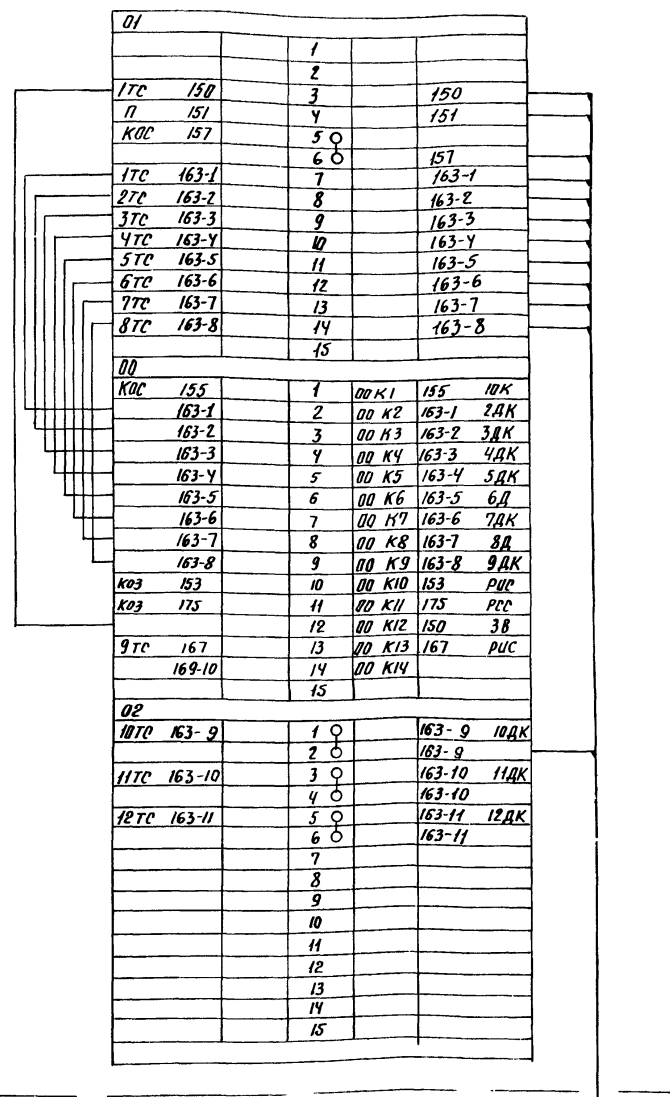 01
1
2
1ТС 150 3 150
П 151 4 151
КОС 157 5
6 157
1ТС 163-1 7 163-1
2ТС 163-2 8 163-2
3ТС 163-3 9 163-3
4ТС 163-4 10 163-4
5ТС 163-5 11 163-5
6ТС 163-6 12 163-6
7ТС 163-7 13 163-7
8ТС 163-8 14 163-8
15
00
КОС 155 1 00 К1 155 10К
163-1 2 00 К2 163-1 2ДК
163-2 3 00 К3 163-2 3ДК
163-3 4 00 К4 163-3 4ДК
163-4 5 00 К5 163-4 5ДК
163-5 6 00 К6 163-5 6Д
163-6 7 00 К7 163-6 7ДК
163-7 8 00 К8 163-7 8Д
163-8 9 00 К9 163-8 9ДК
КОЗ 153 10 00 К10 153 РИС
КОЗ 175 11 00 К11 175 РСС
12 00 К12 150 3В
9ТС 167 13 00 К13 167 РИС
169-10 14 00 К14
15
02
10ТС 163-9 1 163-9 10ДК
2 163-9
11ТС 163-10 3 163-10 11ДК
4 163-10
12ТС 163-11 5 163-11 12ДК
6 163-11
7
8
9
10
11
12
13
14
15